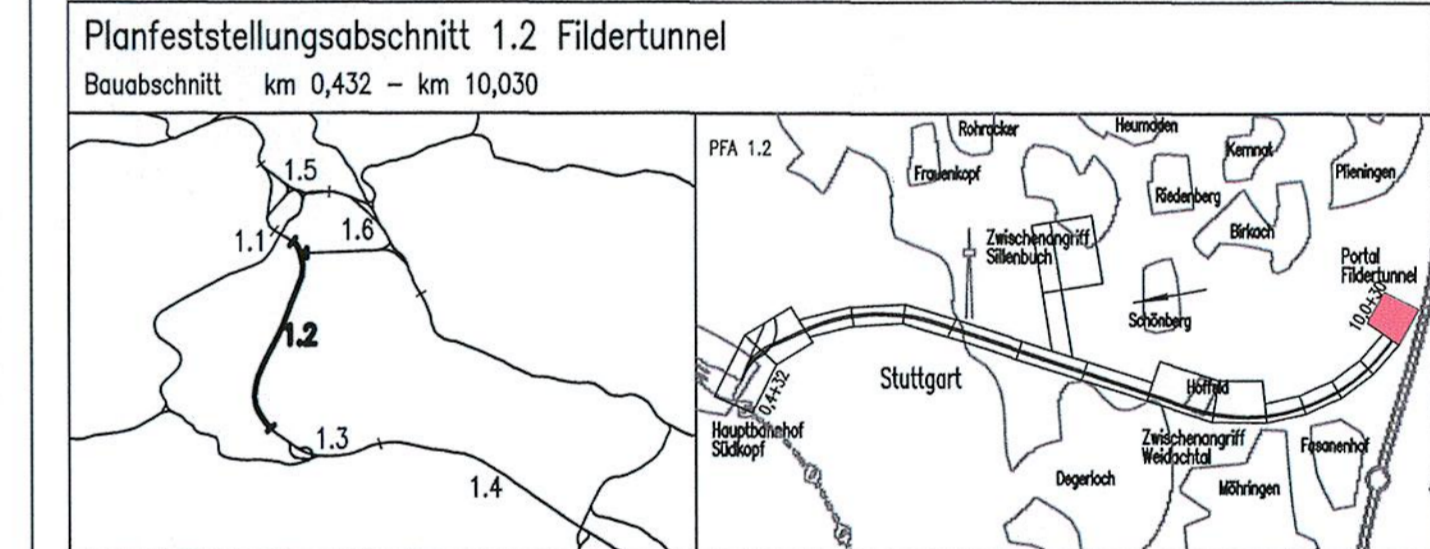 Planfeststellungsabschnitt 1.2 Fildertunnel
Bauabschnitt km 0,432 – km 10,030
1.5
1.1
1.6
1.2
1.3
1.4
PFA 1.2
Rohracker
Heumaden
Frauenkopf
Kemnat
Plieningen
Riedenberg
Birkach
Zwischenangriff
Sillenbuch
Portal
Fildertunnel
10,0+30
Schönberg
Stuttgart
0,4+32
Hauptbahnhof
Südkopf
Hoffeld
Zwischenangriff
Weidachtal
Fasanenhof
Degerloch
Möhringen